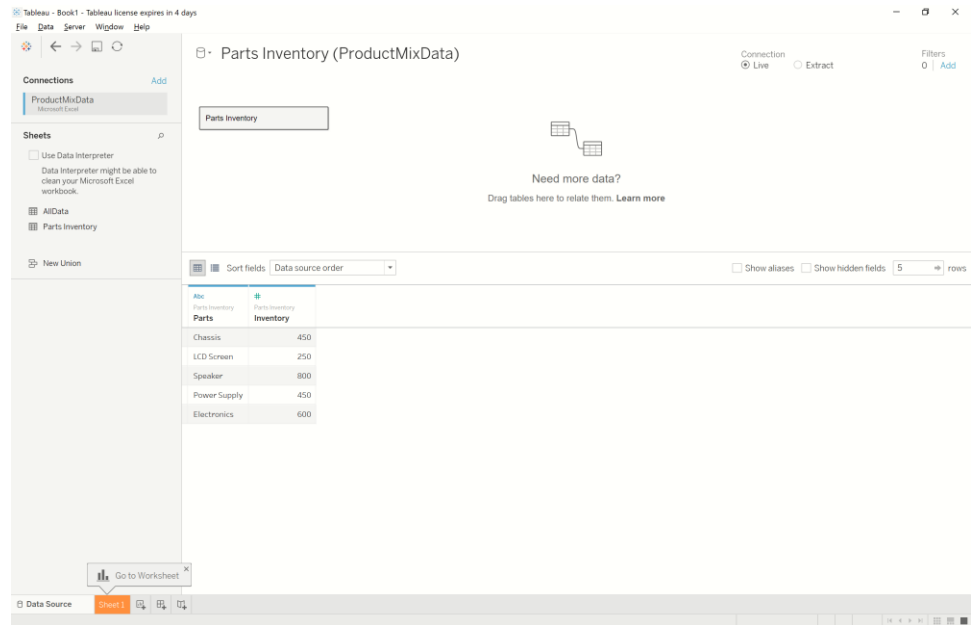 Tableau - Book1 - Tableau license expires in 4 days
File Data Server Window Help
Connections Add
ProductMixData
Microsoft Excel
Sheets
Use Data Interpreter
Data Interpreter might be able to
clean your Microsoft Excel
workbook.
AllData
Parts Inventory
New Union
Parts Inventory (ProductMixData)
Connection
Live Extract
Filters
0 | Add
Parts Inventory
Need more data?
Drag tables here to relate them. Learn more
Sort fields Data source order
Show aliases Show hidden fields 5 rows
Abc #
Parts Inventory Parts Inventory
Parts Inventory
Chassis 450
LCD Screen 250
Speaker 800
Power Supply 450
Electronics 600
Go to Worksheet
Data Source Sheet 1